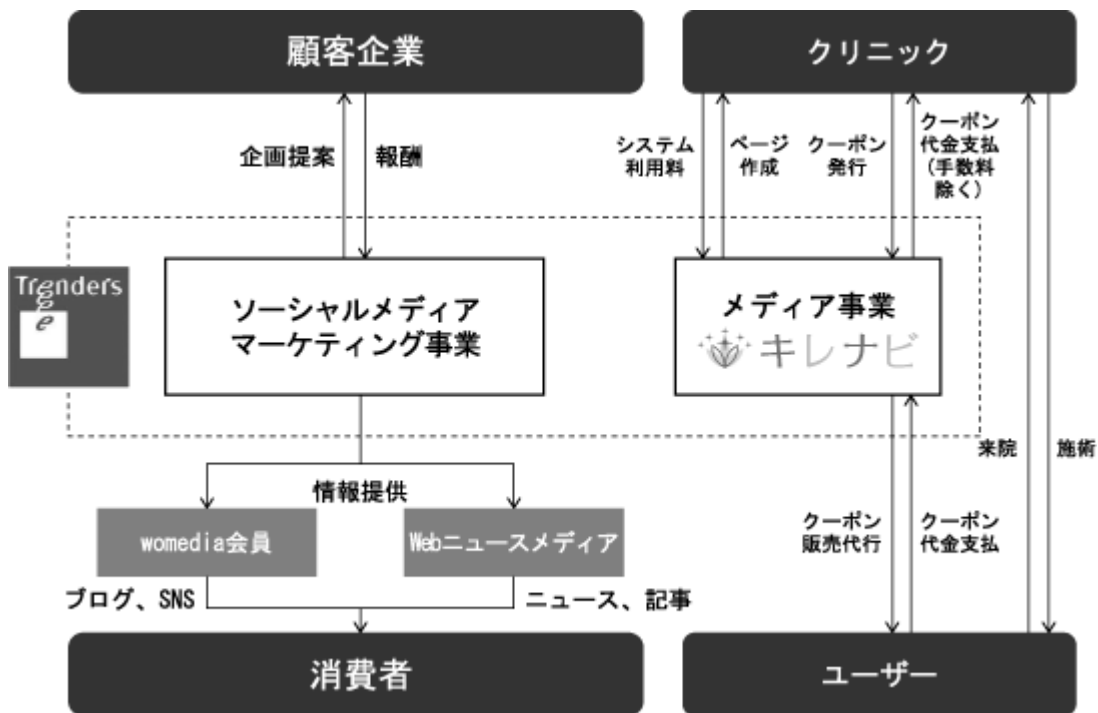 顧客企業
クリニック
企画提案
報酬
システム
利用料
ページ
作成
クーポン
発行
クーポン
代金支払
(手数料
除く)
Trenders
ソーシャルメディア
マーケティング事業
メディア事業
キレナビ
情報提供
womedia会員
Webニュースメディア
ブログ、SNS
ニュース、記事
クーポン
販売代行
クーポン
代金支払
来院
施術
消費者
ユーザー